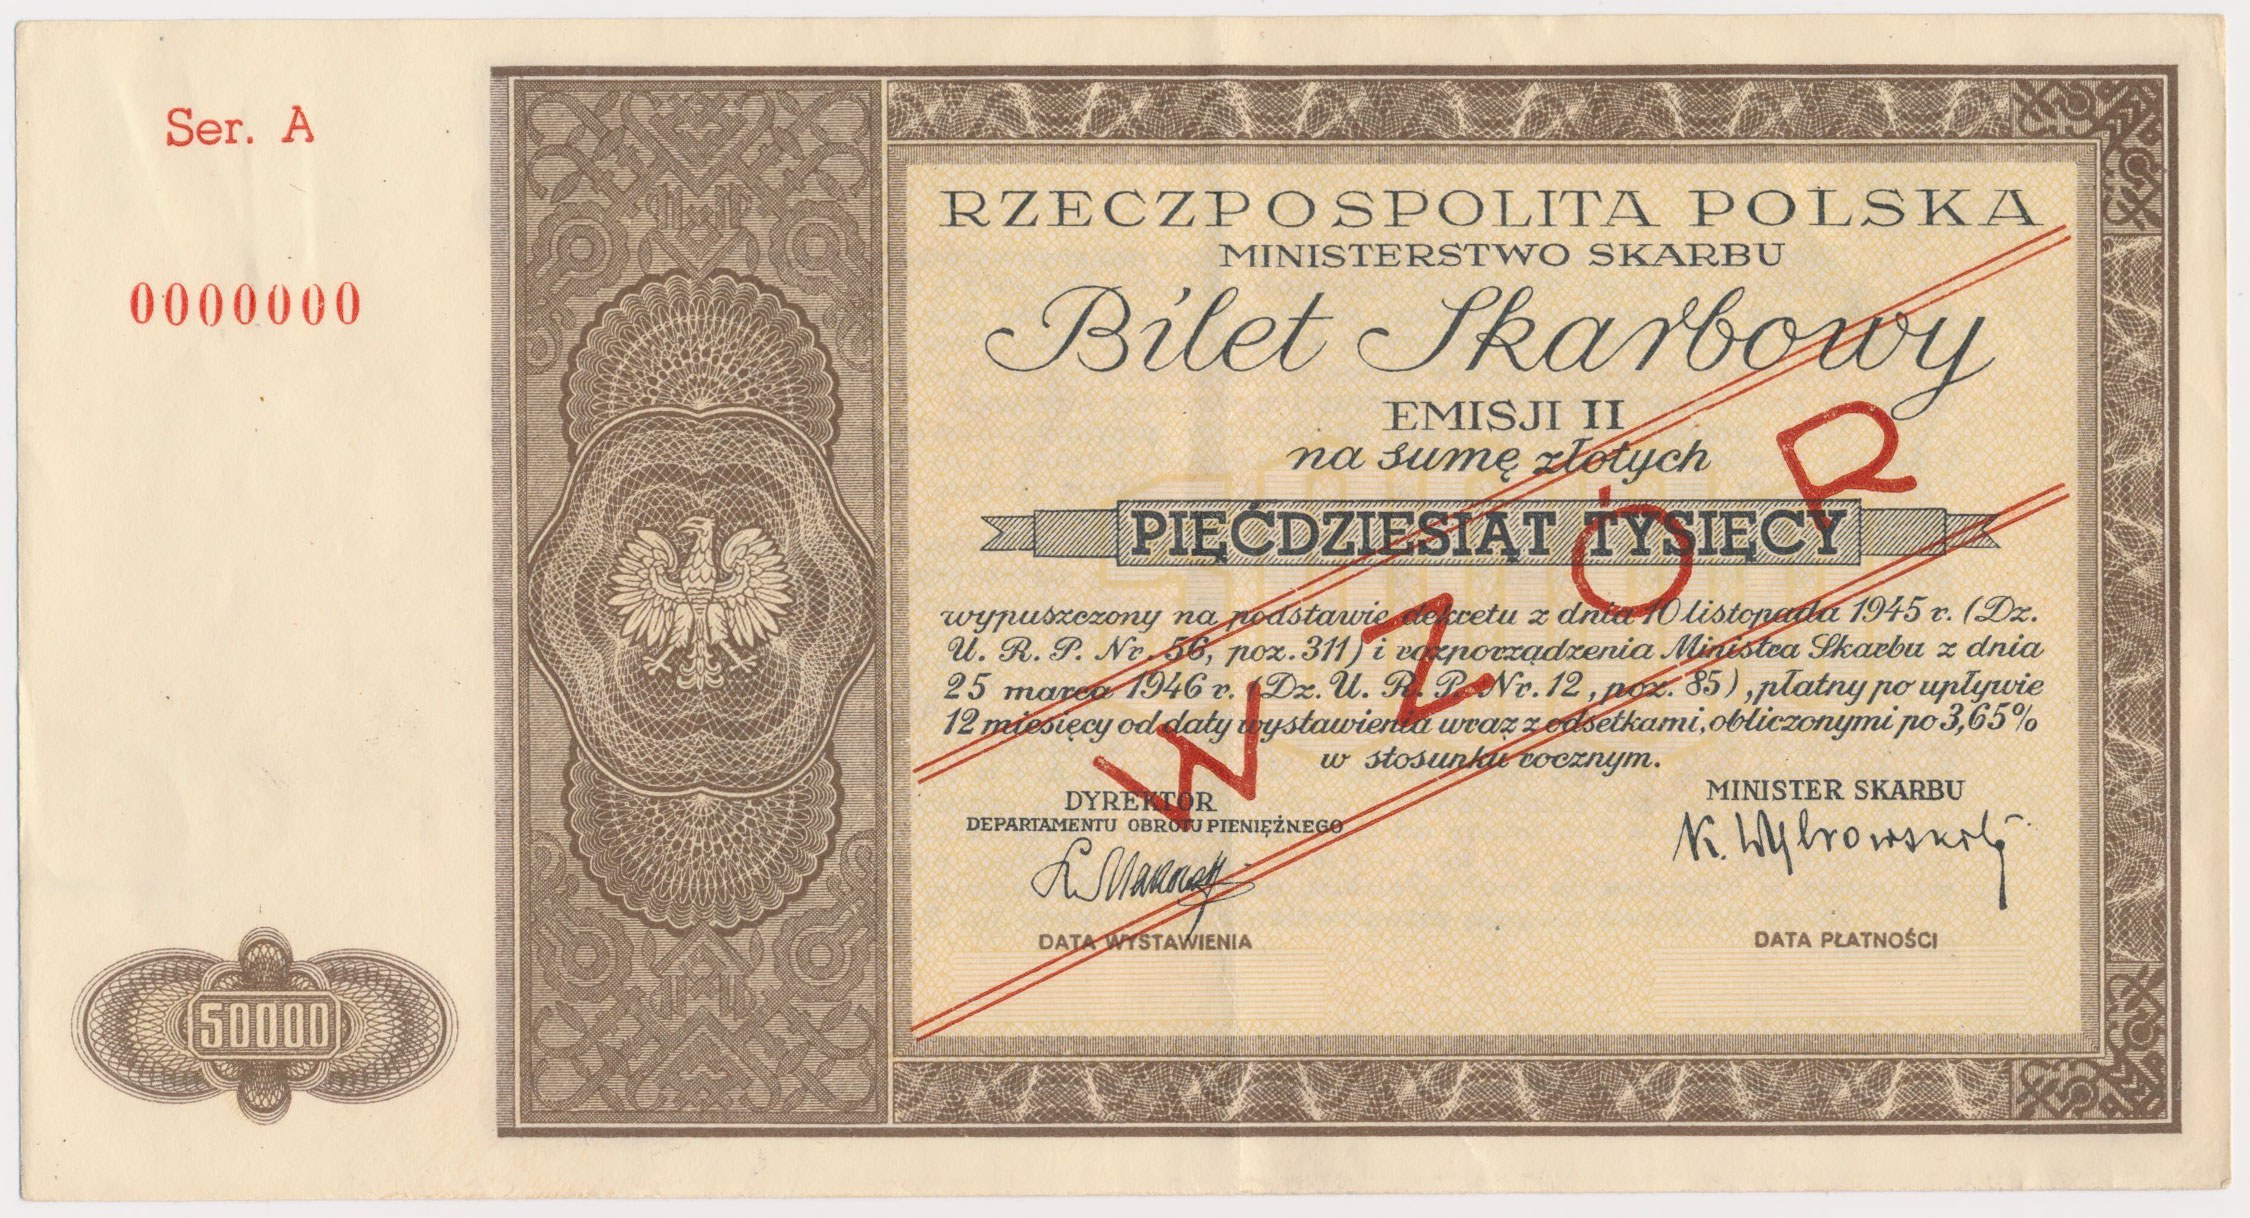 Ser. A
0000000
50000
RZECZPOSPOLITA POLSKA
MINISTERSTWO SKARBU
Bilet Skarbowy
EMISJI II
na sumę złotych
PIĘĆDZIESIĄT TYSIĘCY
wypuszczony na podstawie dekretu z dnia 10 listopada 1945 r. (Dz.
U. R. P. Nr. 56, poz. 311) i rozporządzenia Ministra Skarbu z dnia
25 marca 1946 r. (Dz. U. R. P. Nr. 12, poz. 85), płatny po upływie
12 miesięcy od daty wystawienia wraz z odsetkami, obliczonymi po 3,65%
w stosunku rocznym.
DYREKTOR
DEPARTAMENTU OBROTU PIENIĘŻNEGO
MINISTER SKARBU
DATA WYSTAWIENIA
DATA PŁATNOŚCI
WZÓR